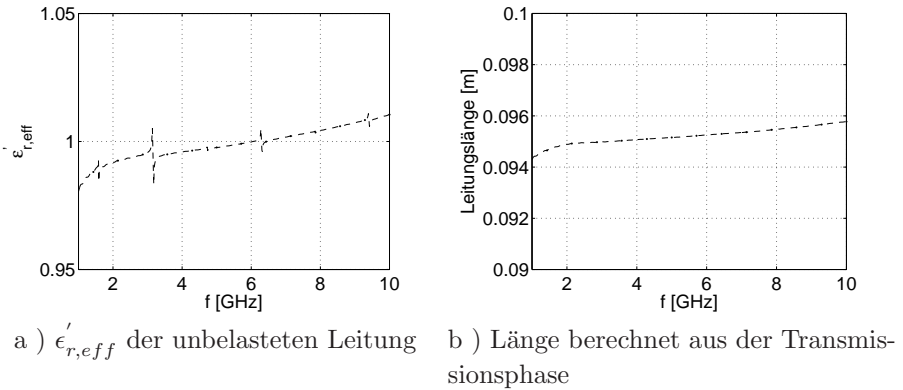 1.05
1
0.95
ε'r,eff
2 4 6 8 10
f [GHz]
0.1
0.098
0.096
0.094
0.092
0.09
Leitungslänge [m]
2 4 6 8 10
f [GHz]
a ) ϵ′r,eff der unbelasteten Leitung
b ) Länge berechnet aus der Transmis-
sionsphase